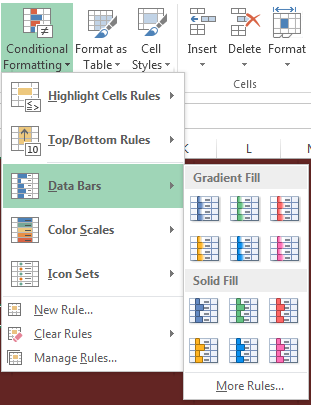 Conditional Formatting
Format as Table
Cell Styles
Insert
Delete
Format
Cells
K
L
Highlight Cells Rules
Top/Bottom Rules
10
Data Bars
Color Scales
Icon Sets
New Rule...
Clear Rules
Manage Rules...
Gradient Fill
Solid Fill
More Rules...